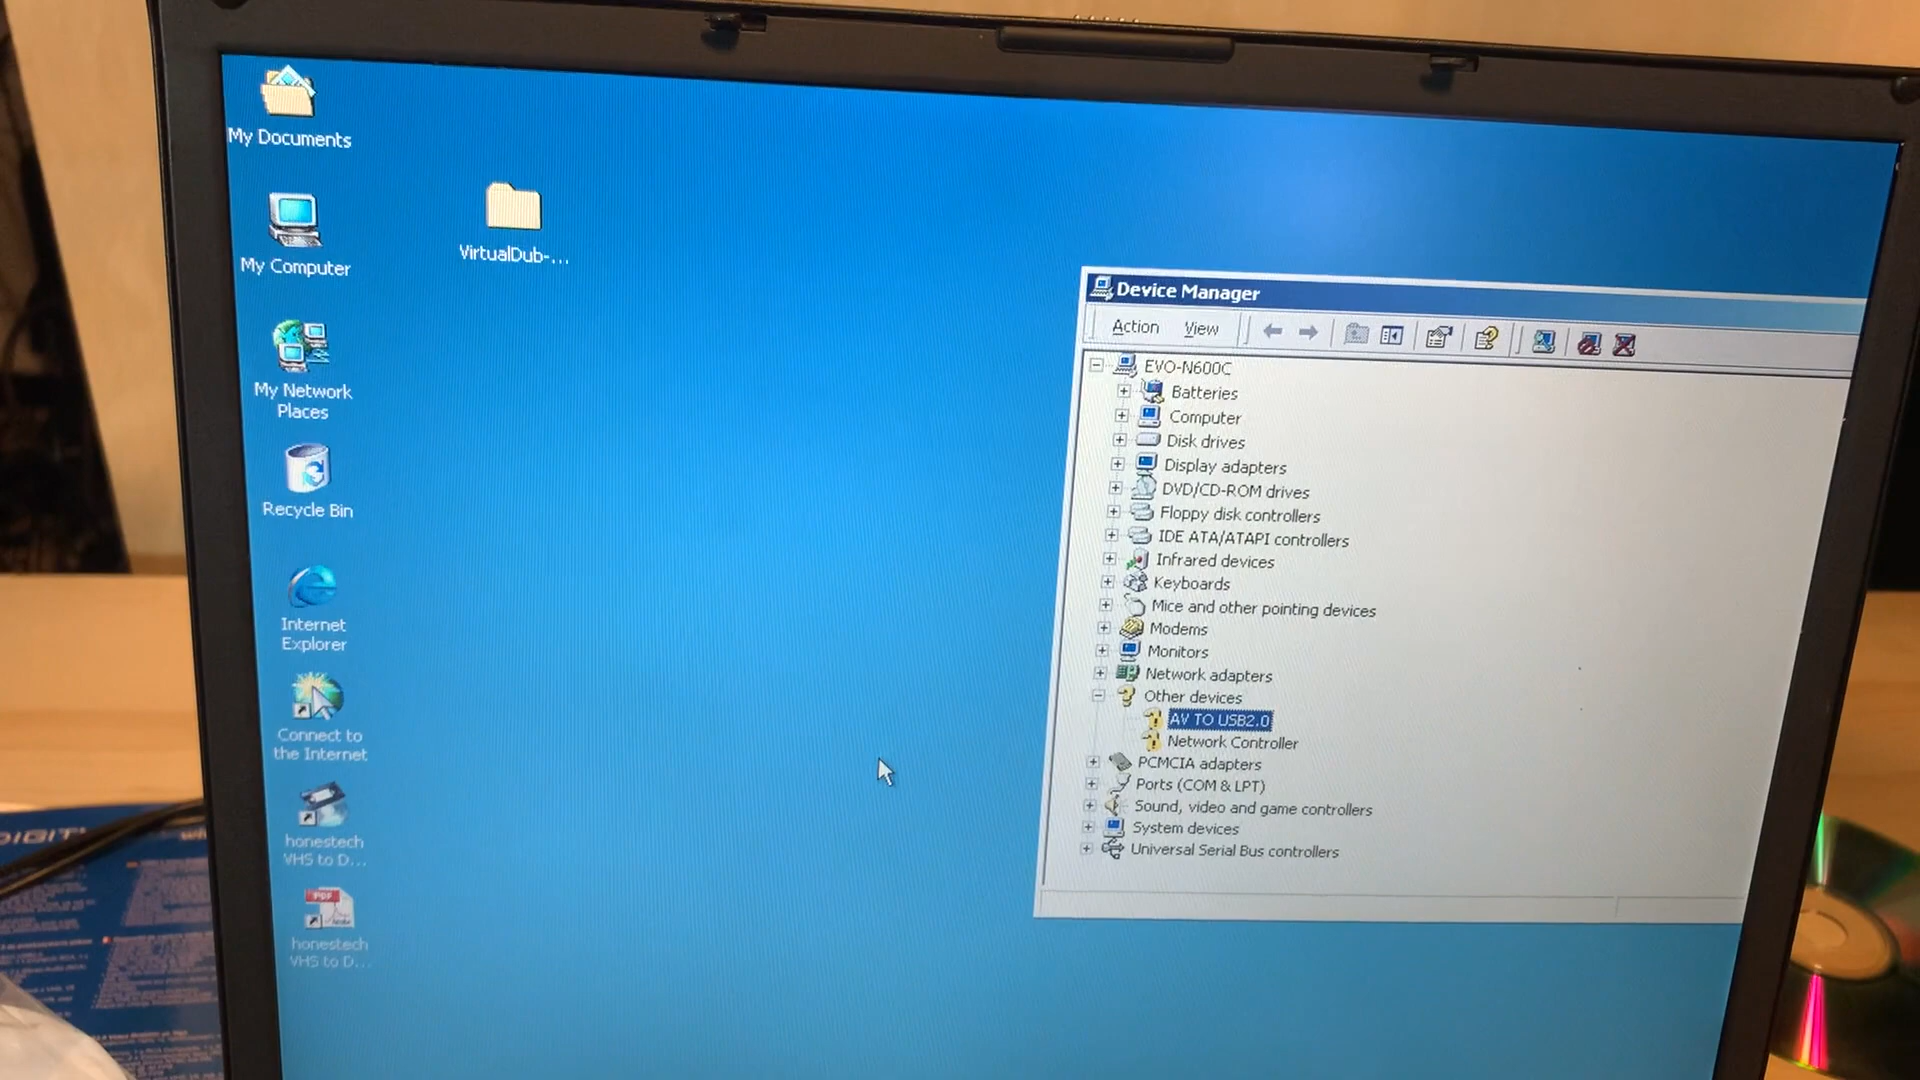 My Documents
My Computer
My Network
Places
Recycle Bin
Internet
Explorer
Connect to
the Internet
honestech
VHS to D...
PDF
honestech
VHS to D...
VirtualDub-...
Device Manager
Action View
EVO-N600C
Batteries
Computer
Disk drives
Display adapters
DVD/CD-ROM drives
Floppy disk controllers
IDE ATA/ATAPI controllers
Infrared devices
Keyboards
Mice and other pointing devices
Modems
Monitors
Network adapters
Other devices
AV TO USB2.0
Network Controller
PCMCIA adapters
Ports (COM & LPT)
Sound, video and game controllers
System devices
Universal Serial Bus controllers